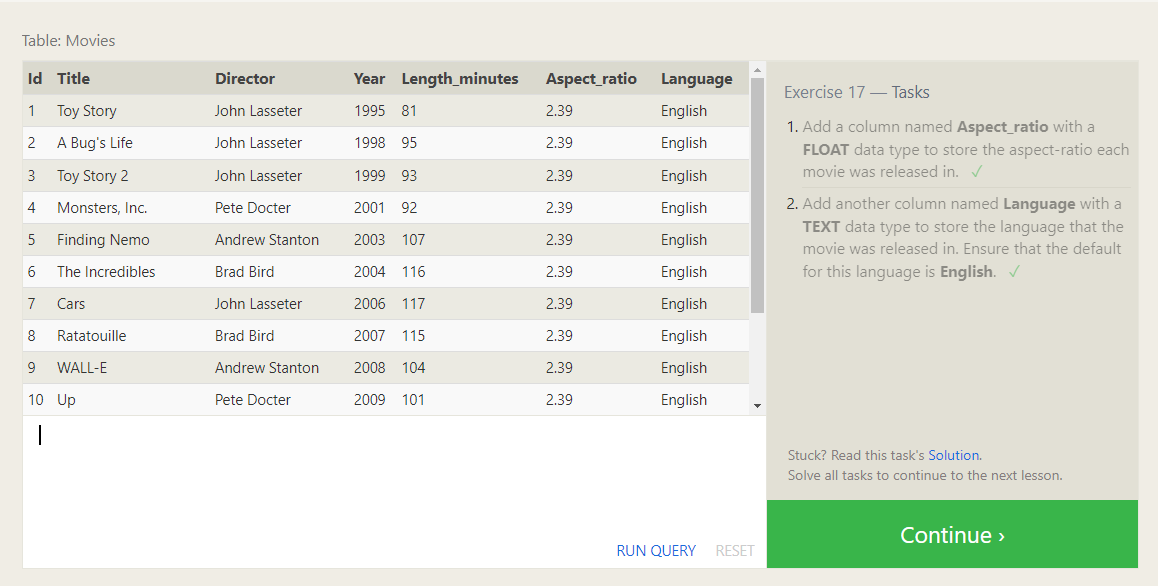 Table: Movies
Id Title Director Year Length_minutes Aspect_ratio Language
1 Toy Story John Lasseter 1995 81 2.39 English
2 A Bug's Life John Lasseter 1998 95 2.39 English
3 Toy Story 2 John Lasseter 1999 93 2.39 English
4 Monsters, Inc. Pete Docter 2001 92 2.39 English
5 Finding Nemo Andrew Stanton 2003 107 2.39 English
6 The Incredibles Brad Bird 2004 116 2.39 English
7 Cars John Lasseter 2006 117 2.39 English
8 Ratatouille Brad Bird 2007 115 2.39 English
9 WALL-E Andrew Stanton 2008 104 2.39 English
10 Up Pete Docter 2009 101 2.39 English
RUN QUERY RESET
Exercise 17 — Tasks
1. Add a column named Aspect_ratio with a
FLOAT data type to store the aspect-ratio each
movie was released in. ✓
2. Add another column named Language with a
TEXT data type to store the language that the
movie was released in. Ensure that the default
for this language is English. ✓
Stuck? Read this task's Solution.
Solve all tasks to continue to the next lesson.
Continue ›